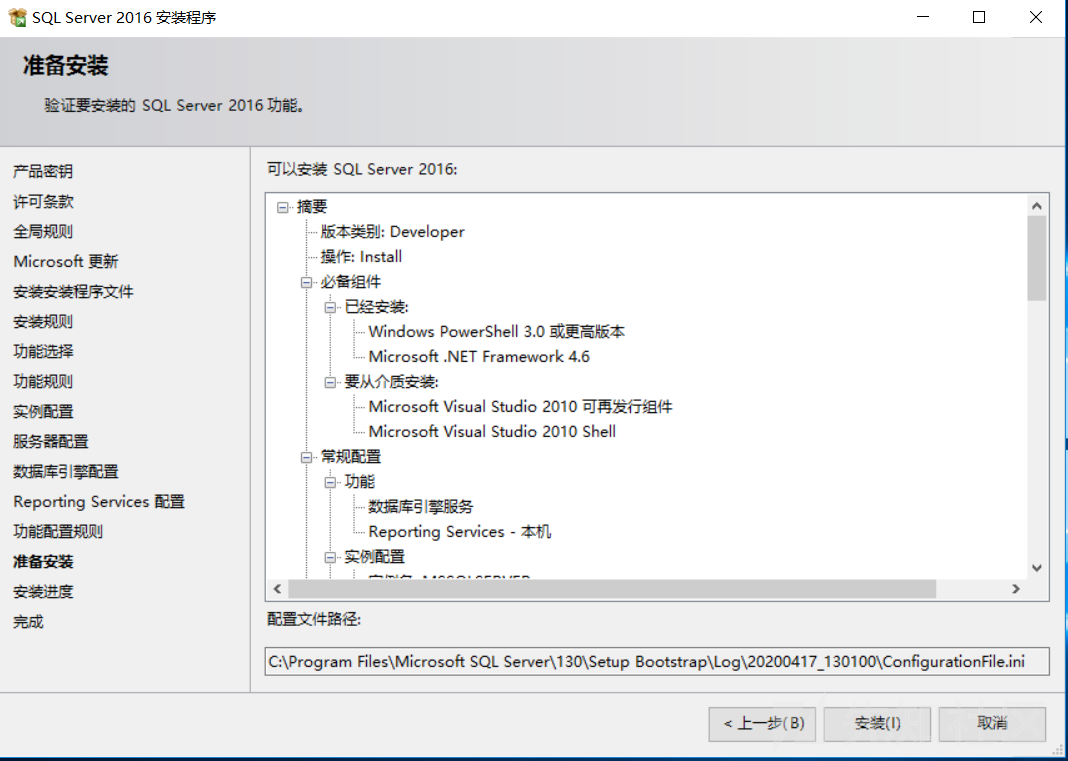 SQL Server 2016 安装程序
准备安装
验证要安装的 SQL Server 2016 功能。
产品密钥
许可条款
全局规则
Microsoft 更新
安装安装程序文件
安装规则
功能选择
功能规则
实例配置
服务器配置
数据库引擎配置
Reporting Services 配置
功能配置规则
准备安装
安装进度
完成
可以安装 SQL Server 2016:
摘要
版本类别: Developer
操作: Install
必备组件
已经安装:
Windows PowerShell 3.0 或更高版本
Microsoft .NET Framework 4.6
要从介质安装:
Microsoft Visual Studio 2010 可再发行组件
Microsoft Visual Studio 2010 Shell
常规配置
功能
数据库引擎服务
Reporting Services - 本机
实例配置
实例名: MSSQLSERVER
配置文件路径:
C:\Program Files\Microsoft SQL Server\130\Setup Bootstrap\Log\20200417_130100\ConfigurationFile.ini
< 上一步(B)
安装(I)
取消